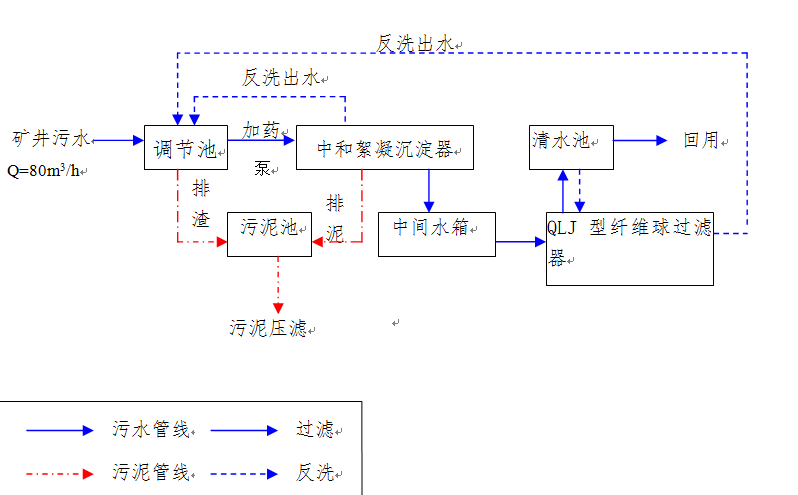 反洗出水
反洗出水
矿井污水
Q=80m³/h
调节池
加药
泵
中和絮凝沉淀器
清水池
回用
排
渣
污泥池
排
泥
中间水箱
QLJ 型纤维球过滤
器
污泥压滤
污水管线
过滤
污泥管线
反洗